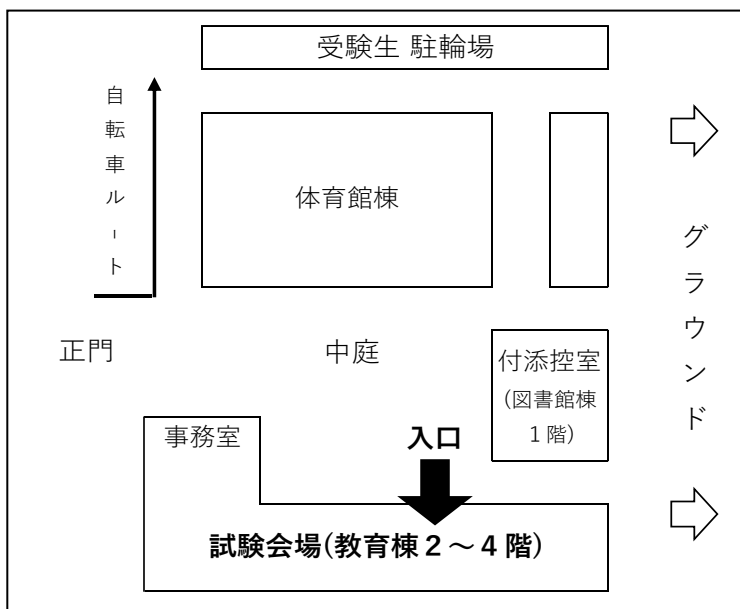 受験生 駐輪場
自転車ルート
体育館棟
グラウンド
正門
中庭
付添控室
(図書館棟
１階)
事務室
入口
試験会場(教育棟２～４階)